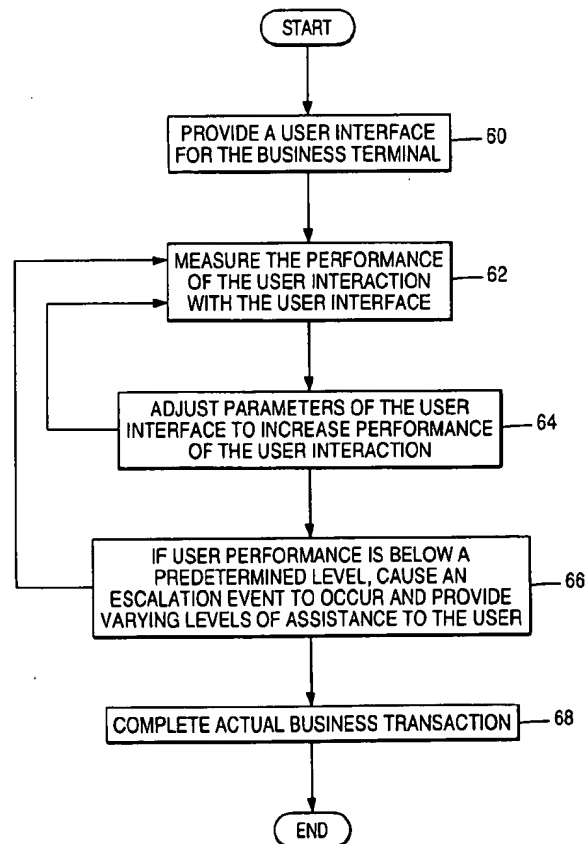 START
PROVIDE A USER INTERFACE
FOR THE BUSINESS TERMINAL
60
MEASURE THE PERFORMANCE
OF THE USER INTERACTION
WITH THE USER INTERFACE
62
ADJUST PARAMETERS OF THE USER
INTERFACE TO INCREASE PERFORMANCE
OF THE USER INTERACTION
64
IF USER PERFORMANCE IS BELOW A
PREDETERMINED LEVEL, CAUSE AN
ESCALATION EVENT TO OCCUR AND PROVIDE
VARYING LEVELS OF ASSISTANCE TO THE USER
66
COMPLETE ACTUAL BUSINESS TRANSACTION
68
END